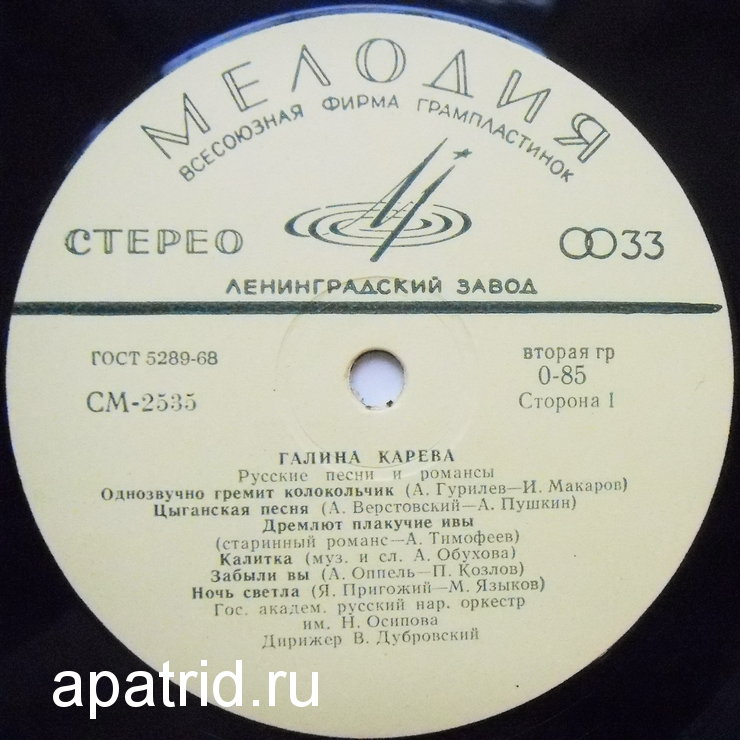 МЕЛОДИЯ
ВСЕСОЮЗНАЯ ФИРМА ГРАМПЛАСТИНОК
СТЕРЕО
33
ЛЕНИНГРАДСКИЙ ЗАВОД
ГОСТ 5289-68
вторая гр
0-85
СМ-2535
Сторона 1
ГАЛИНА КАРЕВА
Русские песни и романсы
Однозвучно гремит колокольчик (А. Гурилев—И. Макаров)
Цыганская песня (А. Верстовский—А. Пушкин)
Дремлют плакучие ивы
(старинный романс—А. Тимофеев)
Калитка (муз. и сл. А. Обухова)
Забыли вы (А. Оппель—П. Козлов)
Ночь светла (Я. Пригожий—М. Языков)
Гос. академ. русский нар. оркестр
им. Н. Осипова
Дирижер В. Дубровский
apatrid.ru